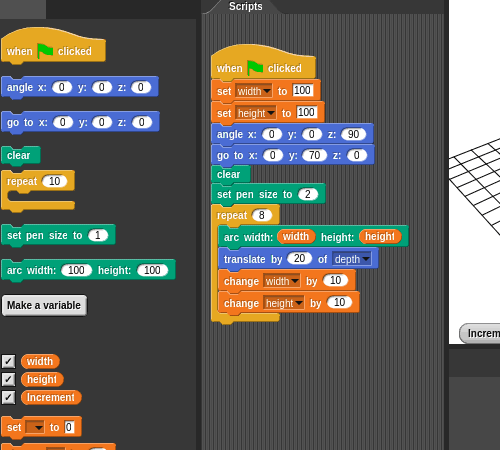 Scripts
when clicked
angle x: 0 y: 0 z: 0
go to x: 0 y: 0 z: 0
clear
repeat 10
set pen size to 1
arc width: 100 height: 100
Make a variable
width
height
Increment
set to 0
when clicked
set width to 100
set height to 100
angle x: 0 y: 0 z: 90
go to x: 0 y: 70 z: 0
clear
set pen size to 2
repeat 8
arc width: width height: height
translate by 20 of depth
change width by 10
change height by 10
Increm